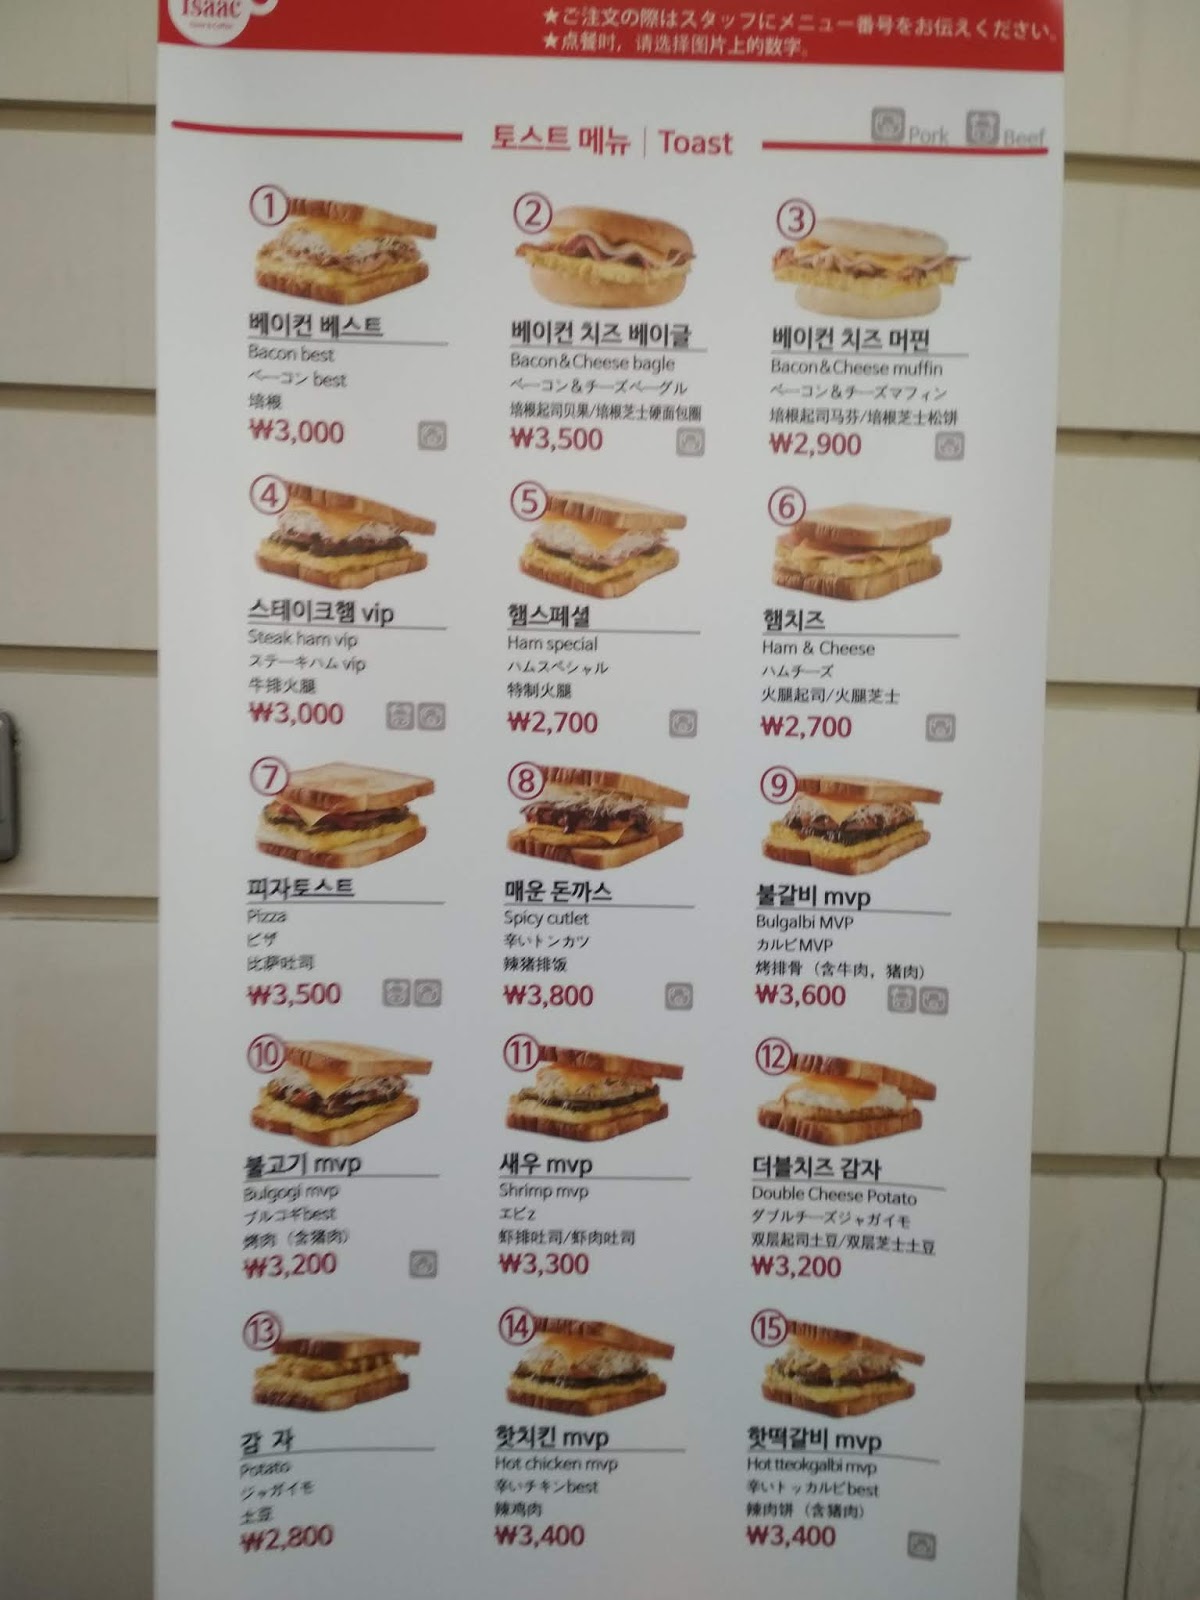 Isaac
★ご注文の際はスタッフにメニュー番号をお伝えください。
★点餐时，请选择图片上的数字。
토스트 메뉴 | Toast
Pork Beef
① ② ③
베이컨 베스트
Bacon best
ベーコン best
培根
₩3,000
베이컨 치즈 베이글
Bacon&Cheese bagle
ベーコン&チーズベーグル
培根起司贝果/培根芝士硬面包圈
₩3,500
베이컨 치즈 머핀
Bacon&Cheese muffin
ベーコン&チーズマフィン
培根起司马芬/培根芝士松饼
₩2,900
④ ⑤ ⑥
스테이크햄 vip
Steak ham vip
ステーキハム vip
牛排火腿
₩3,000
햄스폐셜
Ham special
ハムスペシャル
特制火腿
₩2,700
햄치즈
Ham & Cheese
ハムチーズ
火腿起司/火腿芝士
₩2,700
⑦ ⑧ ⑨
피자토스트
Pizza
ピザ
比萨吐司
₩3,500
매운 돈까스
Spicy cutlet
辛いトンカツ
辣猪排饭
₩3,800
불갈비 mvp
Bulgalbi MVP
カルビMVP
烤排骨（含牛肉，猪肉）
₩3,600
⑩ ⑪ ⑫
불고기 mvp
Bulgogi mvp
ブルコギbest
烤肉（含猪肉）
₩3,200
새우 mvp
Shrimp mvp
エビz
虾排吐司/虾肉吐司
₩3,300
더블치즈 감자
Double Cheese Potato
ダブルチーズジャガイモ
双层起司土豆/双层芝士土豆
₩3,200
⑬ ⑭ ⑮
감 자
Potato
ジャガイモ
土豆
₩2,800
핫치킨 mvp
Hot chicken mvp
辛いチキンbest
辣鸡肉
₩3,400
핫떡갈비 mvp
Hot tteokgalbi mvp
辛いトッカルビbest
辣肉饼（含猪肉）
₩3,400